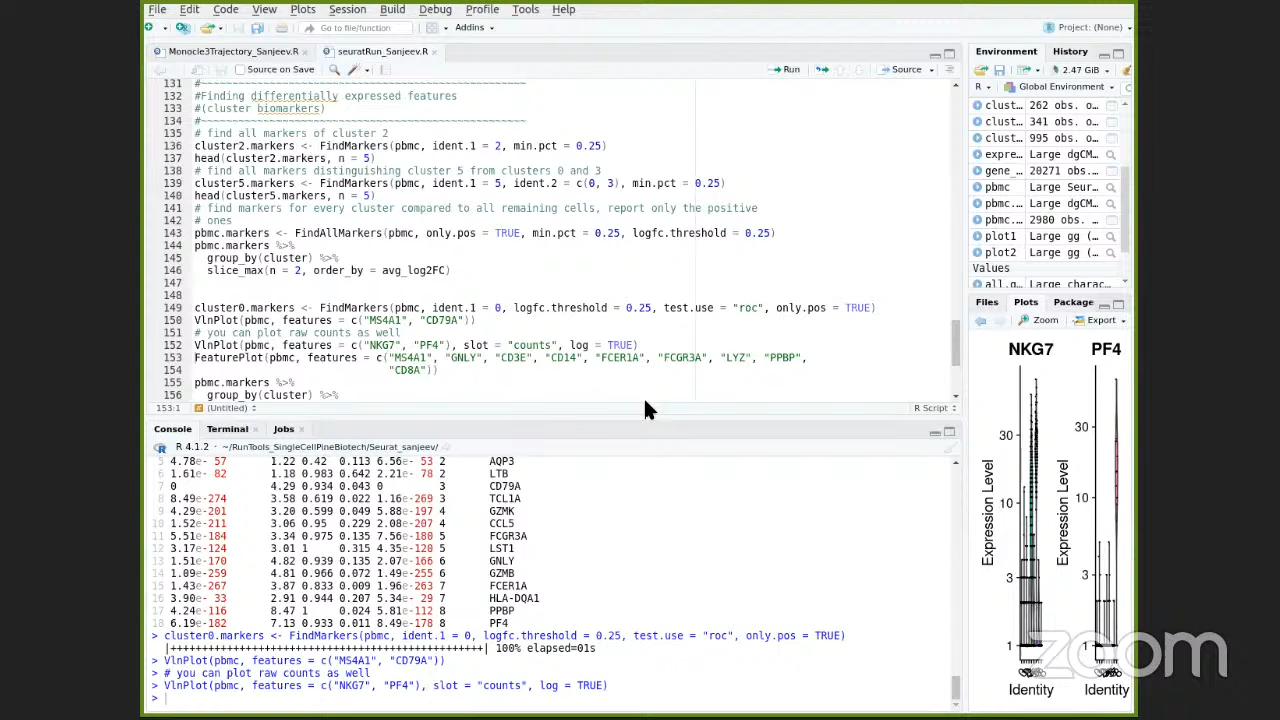 File Edit Code View Plots Session Build Debug Profile Tools Help
Go to file/function Addins Project: (None)
Monocle3Trajectory_Sanjeev.R seuratRun_Sanjeev.R
Source on Save Run Source
131 #~~~~~~~~~~~~~~~~~~~~~~~~~~~~~~~~~~~~~~~~~~~~~~~~~~~~~
132 #Finding differentially expressed features
133 #(cluster biomarkers)
134 #~~~~~~~~~~~~~~~~~~~~~~~~~~~~~~~~~~~~~~~~~~~~~~~~~~~~~
135 # find all markers of cluster 2
136 cluster2.markers <- FindMarkers(pbmc, ident.1 = 2, min.pct = 0.25)
137 head(cluster2.markers, n = 5)
138 # find all markers distinguishing cluster 5 from clusters 0 and 3
139 cluster5.markers <- FindMarkers(pbmc, ident.1 = 5, ident.2 = c(0, 3), min.pct = 0.25)
140 head(cluster5.markers, n = 5)
141 # find markers for every cluster compared to all remaining cells, report only the positive
142 # ones
143 pbmc.markers <- FindAllMarkers(pbmc, only.pos = TRUE, min.pct = 0.25, logfc.threshold = 0.25)
144 pbmc.markers %>%
145 group_by(cluster) %>%
146 slice_max(n = 2, order_by = avg_log2FC)
147
148
149 cluster0.markers <- FindMarkers(pbmc, ident.1 = 0, logfc.threshold = 0.25, test.use = "roc", only.pos = TRUE)
150 VlnPlot(pbmc, features = c("MS4A1", "CD79A"))
151 # you can plot raw counts as well
152 VlnPlot(pbmc, features = c("NKG7", "PF4"), slot = "counts", log = TRUE)
153 FeaturePlot(pbmc, features = c("MS4A1", "GNLY", "CD3E", "CD14", "FCER1A", "FCGR3A", "LYZ", "PPBP",
154 "CD8A"))
155 pbmc.markers %>%
156 group_by(cluster) %>%
153:1 (Untitled) R Script
Console Terminal Jobs
R 4.1.2 · ~/RunTools_SingleCellPineBiotech/Seurat_sanjeev/
5 4.78e- 57 1.22 0.42 0.113 6.56e- 53 2 AQP3
6 1.61e- 82 1.18 0.983 0.642 2.21e- 78 2 LTB
7 0 4.29 0.934 0.043 0 3 CD79A
8 8.49e-274 3.58 0.619 0.022 1.16e-269 3 TCL1A
9 4.29e-201 3.20 0.599 0.049 5.88e-197 4 GZMK
10 1.52e-211 3.06 0.95 0.229 2.08e-207 4 CCL5
11 5.51e-184 3.34 0.975 0.135 7.56e-180 5 FCGR3A
12 3.17e-124 3.01 1 0.315 4.35e-120 5 LST1
13 1.51e-170 4.82 0.939 0.135 2.07e-166 6 GNLY
14 1.09e-259 4.81 0.966 0.072 1.49e-255 6 GZMB
15 1.43e-267 3.87 0.833 0.009 1.96e-263 7 FCER1A
16 3.90e- 33 2.91 0.944 0.207 5.34e- 29 7 HLA-DQA1
17 4.24e-116 8.47 1 0.024 5.81e-112 8 PPBP
18 6.19e-182 7.13 0.933 0.011 8.49e-178 8 PF4
> cluster0.markers <- FindMarkers(pbmc, ident.1 = 0, logfc.threshold = 0.25, test.use = "roc", only.pos = TRUE)
|++++++++++++++++++++++++++++++++++++++++++++++++++| 100% elapsed=01s
> VlnPlot(pbmc, features = c("MS4A1", "CD79A"))
> # you can plot raw counts as well
> VlnPlot(pbmc, features = c("NKG7", "PF4"), slot = "counts", log = TRUE)
>
Environment History
2.47 GiB
R Global Environment
clust… 262 obs. o…
clust… 341 obs. o…
clust… 995 obs. o…
expre… Large dgCM…
gene_… 20271 obs.…
pbmc Large Seur…
pbmc.… Large dgCM…
pbmc.… 2980 obs. …
plot1 Large gg (…
plot2 Large gg (…
Values
all.g… Large charac…
Files Plots Package
Zoom Export
NKG7 PF4
Expression Level
30
10
3
1
Identity
Expression Level
30
10
3
1
Identity
zoom